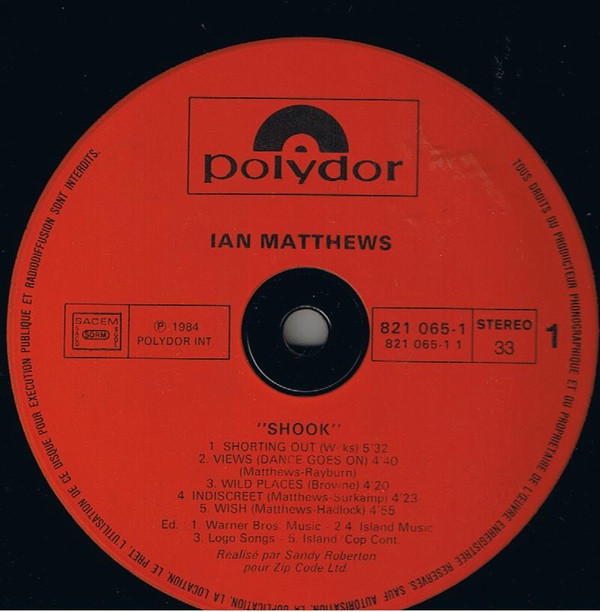 polydor
IAN MATTHEWS
SACEM
SACD SDRM SGDL
℗ 1984
POLYDOR INT
821 065-1
821 065-1 1
STEREO
33
1
"SHOOK"
1. SHORTING OUT 5'32
2. VIEWS (DANCE GOES ON) 4'40
(Matthews-Rayburn)
3. WILD PLACES (Browne) 4'20
4 INDISCREET (Matthews-Surkamp) 4'23
5. WISH (Matthews-Hadlock) 4'55
Ed.: 1. Warner Bros. Music - 2.4. Island Music
3. Logo Songs - 5. Island Cop Cont.
Réalisé par Sandy Roberton
pour Zip Code Ltd.
TOUS DROITS DU PRODUCTEUR PHONOGRAPHIQUE ET DU PROPRIETAIRE DE L'ŒUVRE ENREGISTREE RESERVES. SAUF AUTORISATION, LA DUPLICATION, LA LOCATION, LE PRET, L'UTILISATION DE CE DISQUE POUR EXECUTION PUBLIQUE ET RADIODIFFUSION SONT INTERDITS.